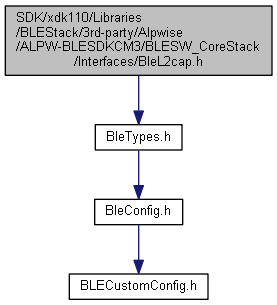 SDK/xdk110/Libraries
/BLEStack/3rd-party/Alpwise
/ALPW-BLESDKCM3/BLESW_CoreStack
/Interfaces/BleL2cap.h
BleTypes.h
BleConfig.h
BLECustomConfig.h